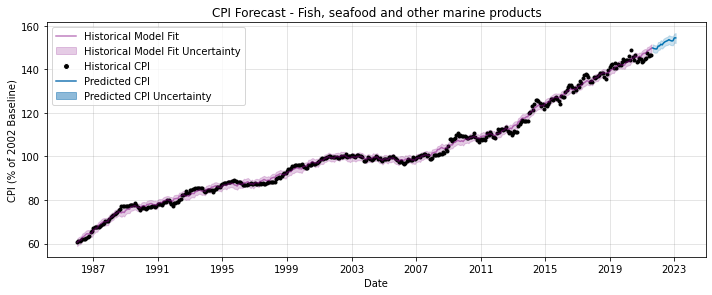 CPI Forecast - Fish, seafood and other marine products
Historical Model Fit
Historical Model Fit Uncertainty
Historical CPI
Predicted CPI
Predicted CPI Uncertainty
CPI (% of 2002 Baseline)
160
140
120
100
80
60
1987 1991 1995 1999 2003 2007 2011 2015 2019 2023
Date